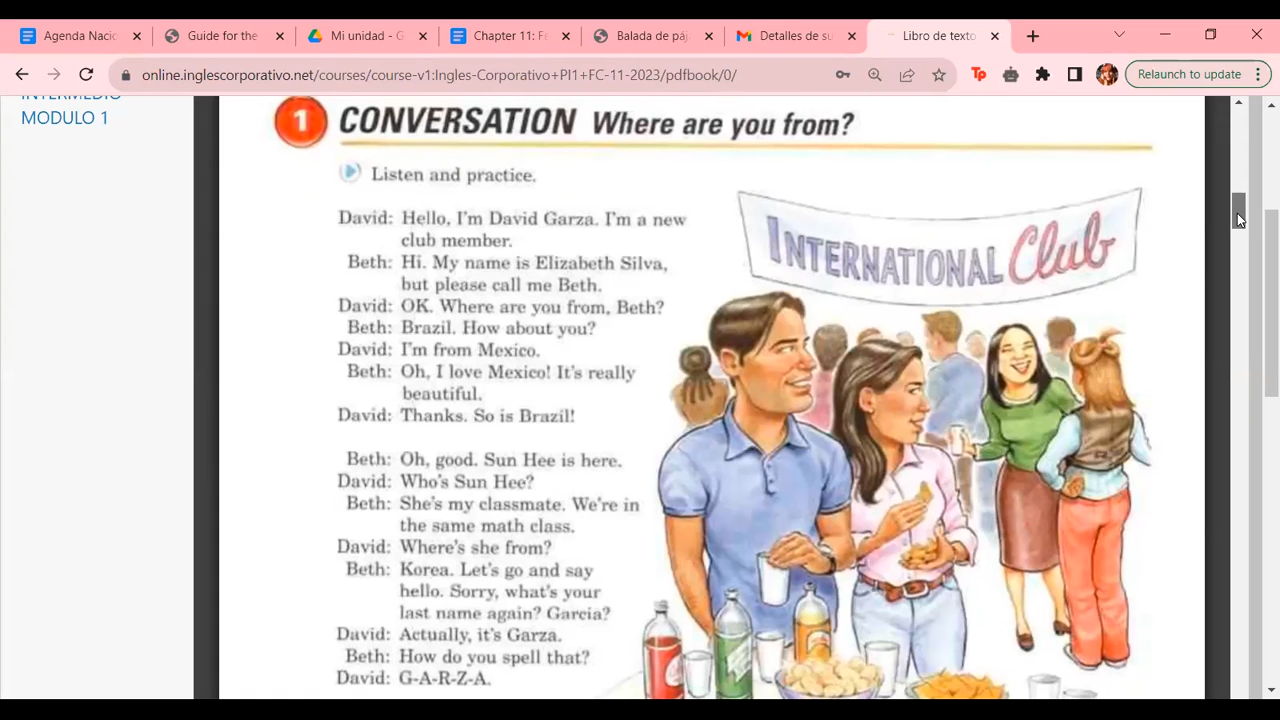 Agenda Naci
Guide for the
Mi unidad - G
Chapter 11: Fe
Balada de páj
Detalles de su
Libro de texto
online.inglescorporativo.net/courses/course-v1:Ingles-Corporativo+PI1+FC-11-2023/pdfbook/0/
Relaunch to update
INTERMEDIO
MODULO 1
1 CONVERSATION Where are you from?
Listen and practice.
INTERNATIONAL Club
David: Hello, I'm David Garza. I'm a new
club member.
Beth: Hi. My name is Elizabeth Silva,
but please call me Beth.
David: OK. Where are you from, Beth?
Beth: Brazil. How about you?
David: I'm from Mexico.
Beth: Oh, I love Mexico! It's really
beautiful.
David: Thanks. So is Brazil!
Beth: Oh, good. Sun Hee is here.
David: Who's Sun Hee?
Beth: She's my classmate. We're in
the same math class.
David: Where's she from?
Beth: Korea. Let's go and say
hello. Sorry, what's your
last name again? Garcia?
David: Actually, it's Garza.
Beth: How do you spell that?
David: G-A-R-Z-A.